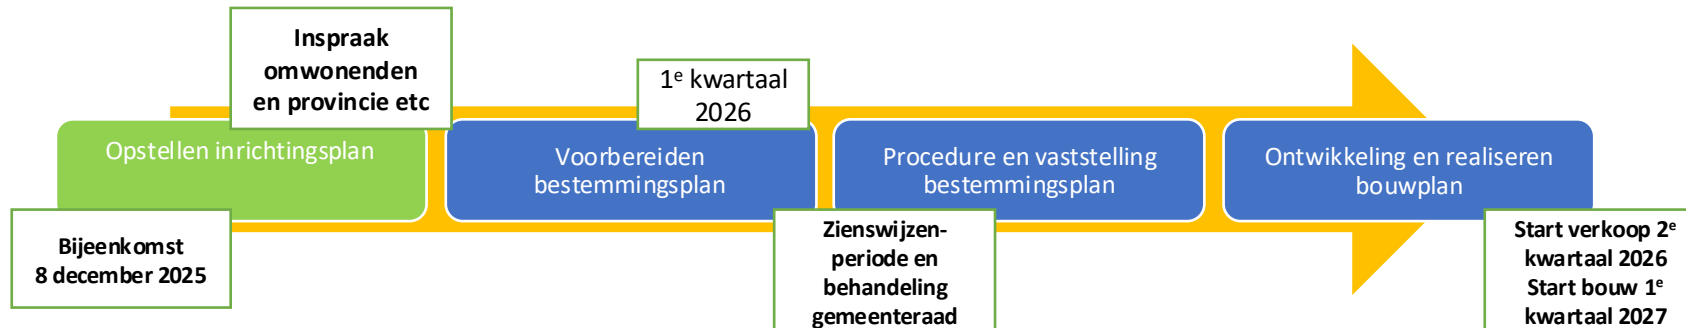 Inspraak
omwonenden
en provincie etc
1e kwartaal
2026
Opstellen inrichtingsplan
Voorbereiden
bestemmingsplan
Procedure en vaststelling
bestemmingsplan
Ontwikkeling en realiseren
bouwplan
Bijeenkomst
8 december 2025
Zienswijzen-
periode en
behandeling
gemeenteraad
Start verkoop 2e
kwartaal 2026
Start bouw 1e
kwartaal 2027